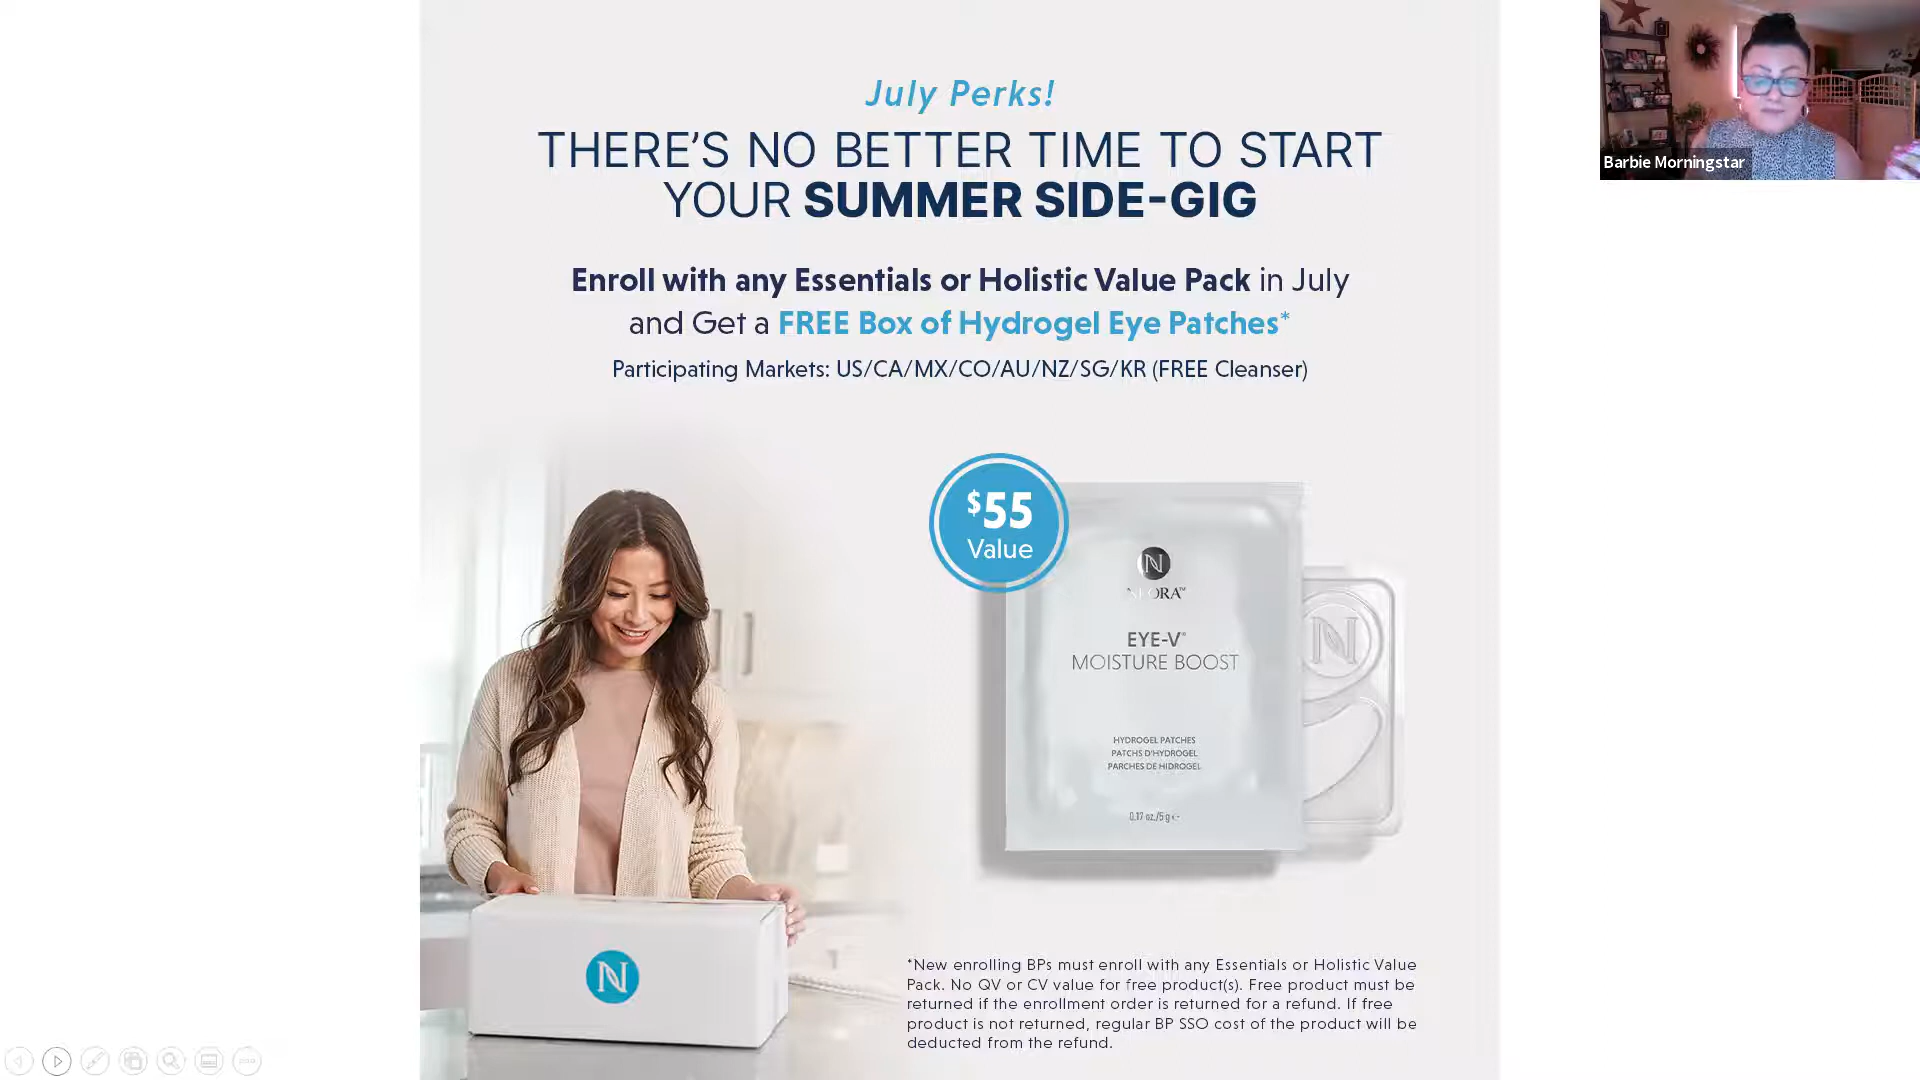 July Perks!
THERE'S NO BETTER TIME TO START
YOUR SUMMER SIDE-GIG
Enroll with any Essentials or Holistic Value Pack in July
and Get a FREE Box of Hydrogel Eye Patches*
Participating Markets: US/CA/MX/CO/AU/NZ/SG/KR (FREE Cleanser)
$55
Value
N
NEORA™
EYE-V®
MOISTURE BOOST
HYDROGEL PATCHES
PATCHS D'HYDROGEL
PARCHES DE HIDROGEL
0.17 oz./5 g e
N
N
*New enrolling BPs must enroll with any Essentials or Holistic Value
Pack. No QV or CV value for free product(s). Free product must be
returned if the enrollment order is returned for a refund. If free
product is not returned, regular BP SSO cost of the product will be
deducted from the refund.
Barbie Morningstar